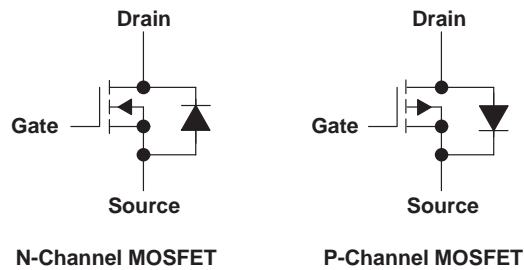 Drain
Gate
Source
N-Channel MOSFET
Drain
Gate
Source
P-Channel MOSFET